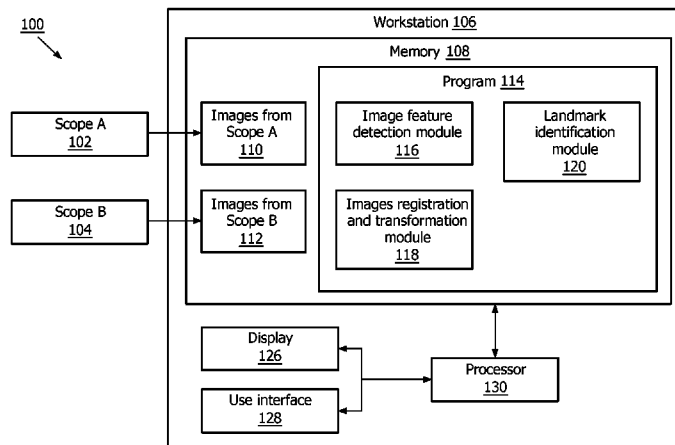 100
Workstation 106
Memory 108
Program 114
Scope A
102
Images from
Scope A
110
Image feature
detection module
116
Landmark
identification
module
120
Scope B
104
Images from
Scope B
112
Images registration
and transformation
module
118
Display
126
Use interface
128
Processor
130